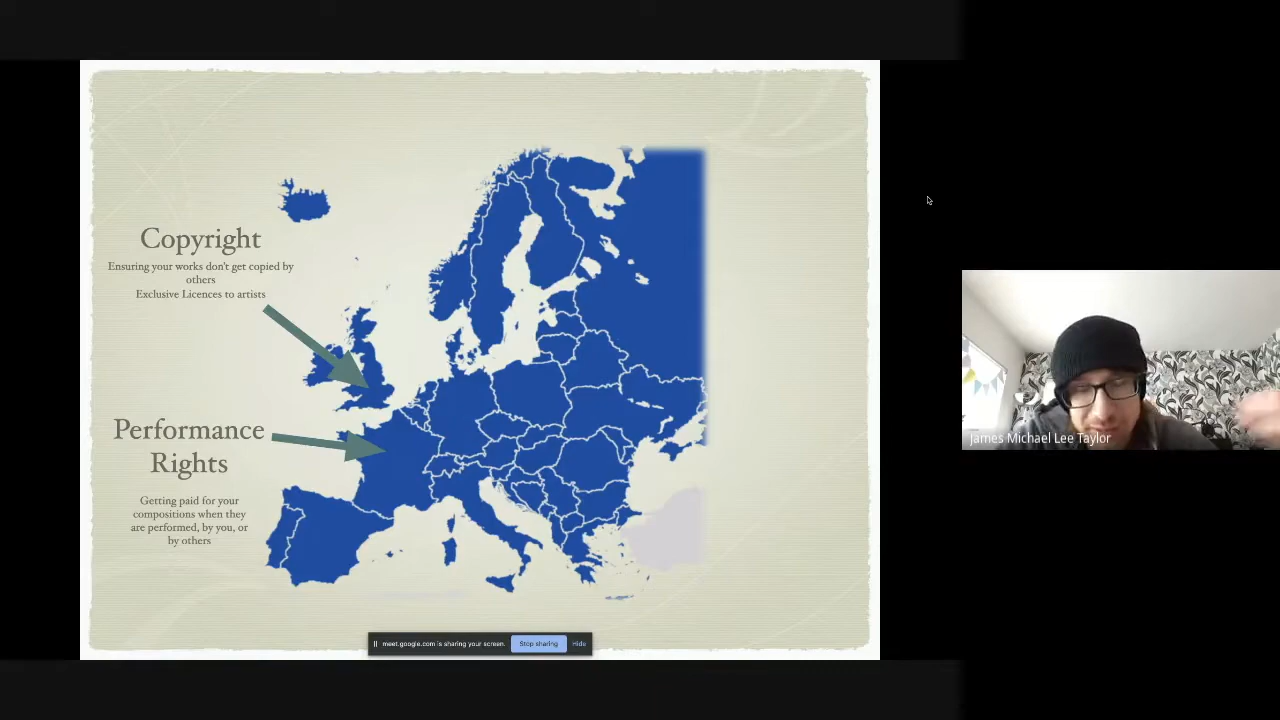 Copyright
Ensuring your works don't get copied by
others
Exclusive Licences to artists
Performance
Rights
Getting paid for your
compositions when they
are performed, by you, or
by others
James Michael Lee Taylor
meet.google.com is sharing your screen.
Stop sharing
Hide